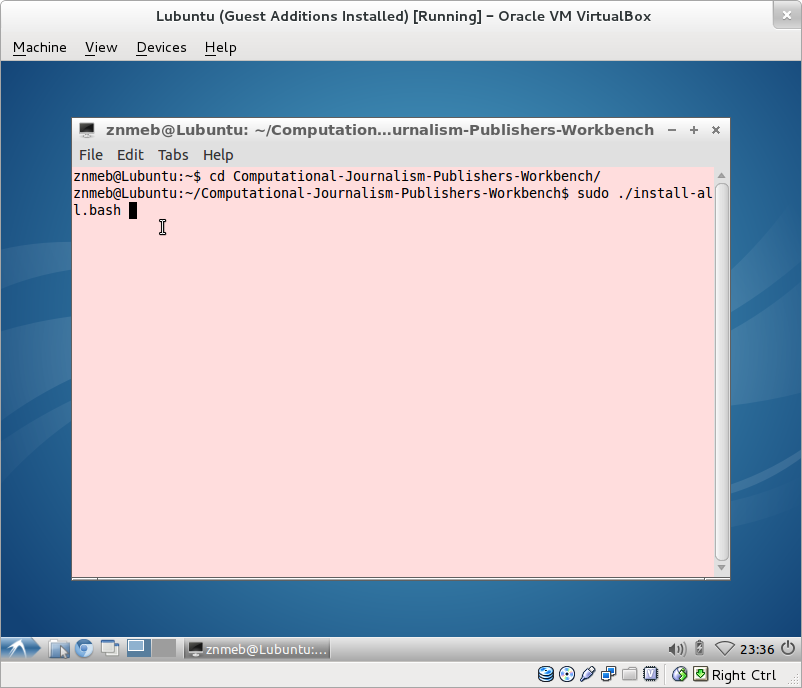 Lubuntu (Guest Additions Installed) [Running] – Oracle VM VirtualBox
Machine View Devices Help
znmeb@Lubuntu: ~/Computation...urnalism-Publishers-Workbench
File Edit Tabs Help
znmeb@Lubuntu:~$ cd Computational-Journalism-Publishers-Workbench/
znmeb@Lubuntu:~/Computational-Journalism-Publishers-Workbench$ sudo ./install-al
l.bash
znmeb@Lubuntu:... 23:36
Right Ctrl